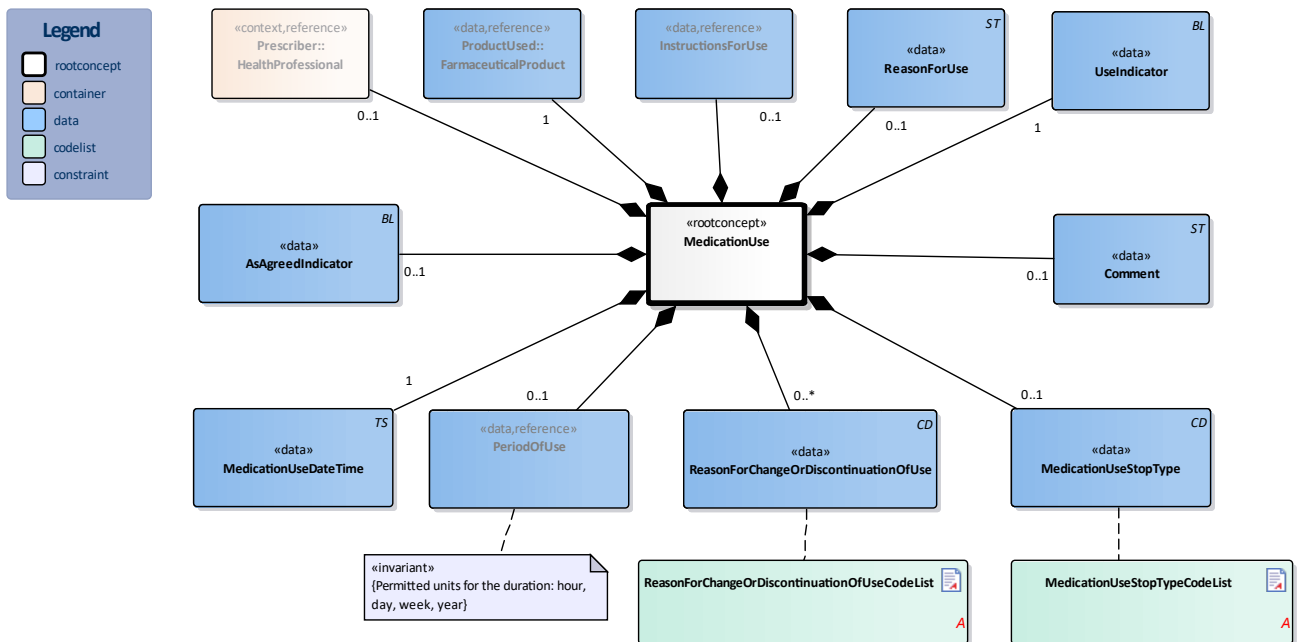 Legend
rootconcept
container
data
codelist
constraint
«context,reference»
Prescriber::
HealthProfessional
0..1
«data,reference»
ProductUsed::
FarmaceuticalProduct
1
«data,reference»
InstructionsForUse
0..1
ST
«data»
ReasonForUse
0..1
BL
«data»
UseIndicator
1
BL
«data»
AsAgreedIndicator
0..1
«rootconcept»
MedicationUse
ST
«data»
Comment
0..1
1
TS
«data»
MedicationUseDateTime
0..1
«data,reference»
PeriodOfUse
0..*
CD
«data»
ReasonForChangeOrDiscontinuationOfUse
0..1
CD
«data»
MedicationUseStopType
«invariant»
{Permitted units for the duration: hour,
day, week, year}
ReasonForChangeOrDiscontinuationOfUseCodeList
A
MedicationUseStopTypeCodeList
A